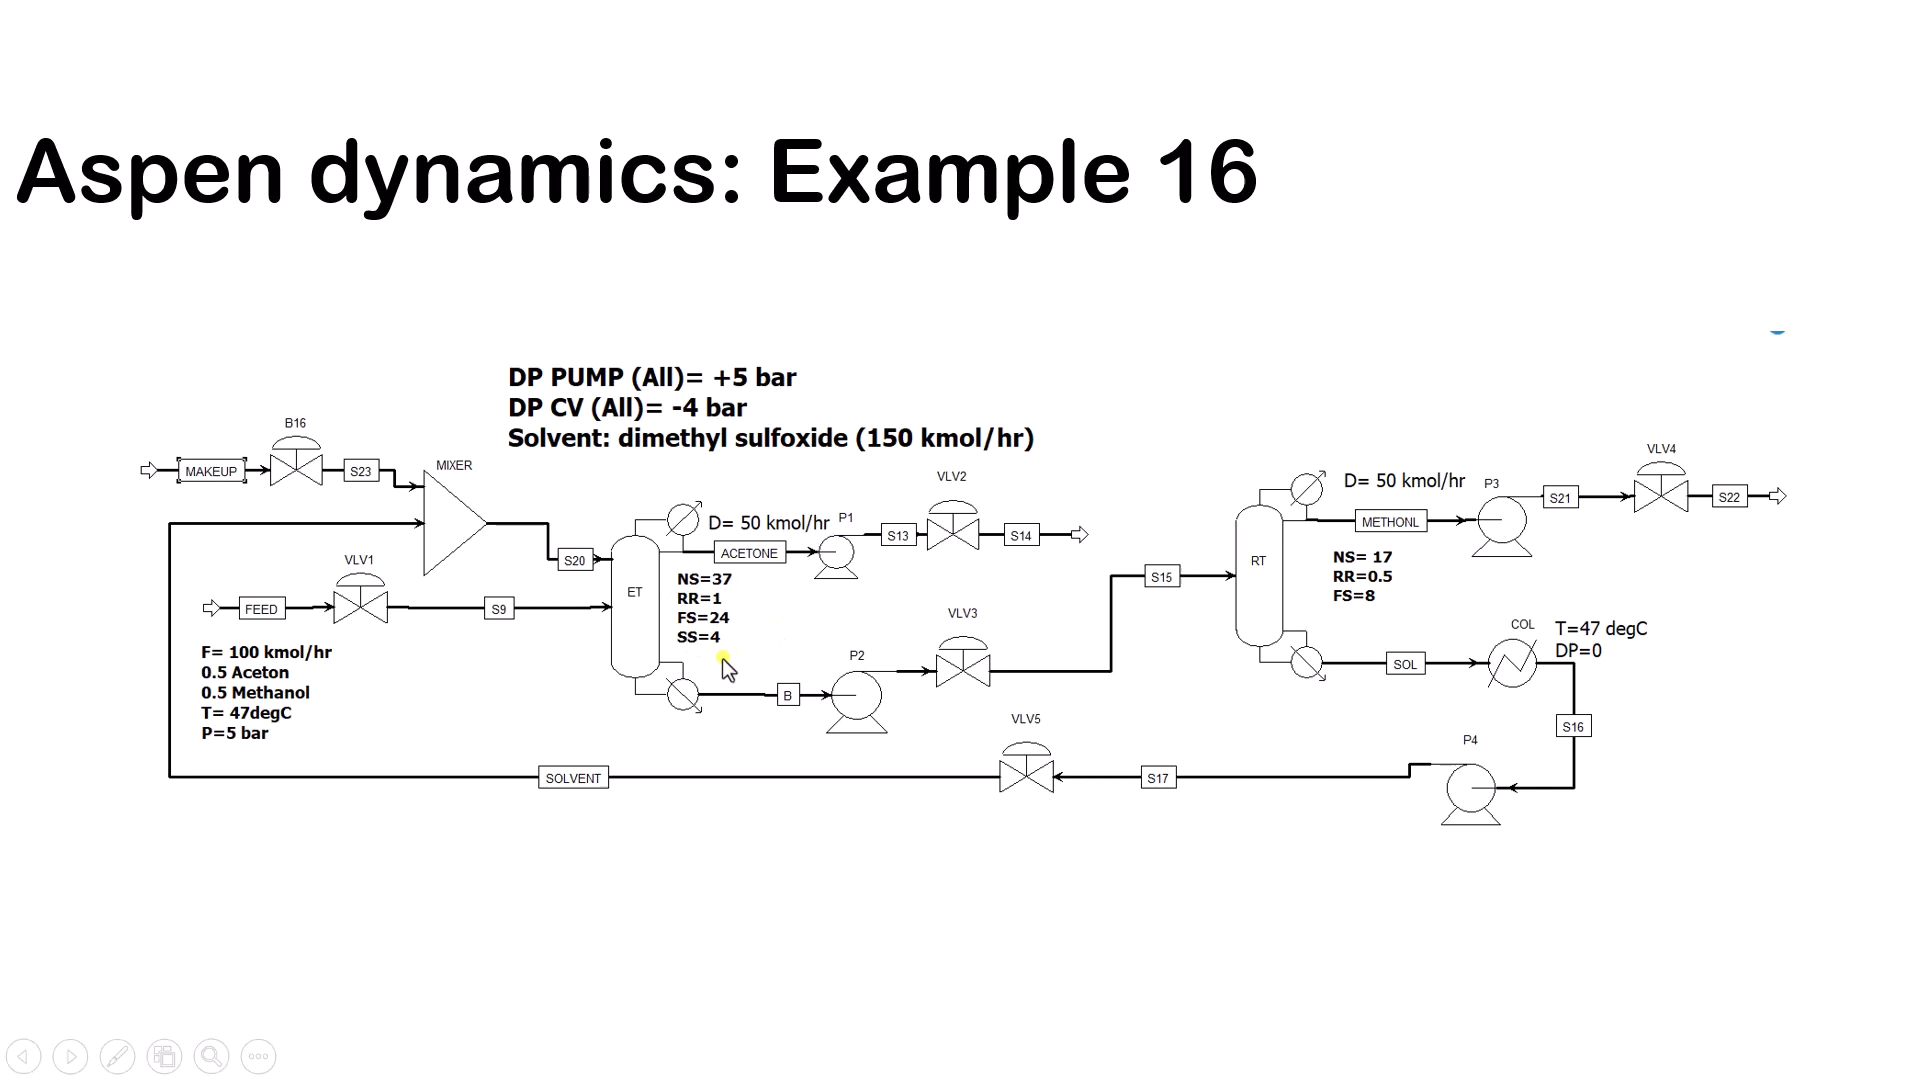 Aspen dynamics: Example 16
DP PUMP (All)= +5 bar
DP CV (All)= -4 bar
Solvent: dimethyl sulfoxide (150 kmol/hr)
B16
MAKEUP
S23
MIXER
VLV1
FEED
S9
S20
F= 100 kmol/hr
0.5 Aceton
0.5 Methanol
T= 47degC
P=5 bar
ET
D= 50 kmol/hr
P1
ACETONE
NS=37
RR=1
FS=24
SS=4
S13
VLV2
S14
B
P2
VLV3
S15
RT
D= 50 kmol/hr
P3
METHONL
NS= 17
RR=0.5
FS=8
S21
VLV4
S22
SOL
COL
T=47 degC
DP=0
S16
P4
S17
VLV5
SOLVENT